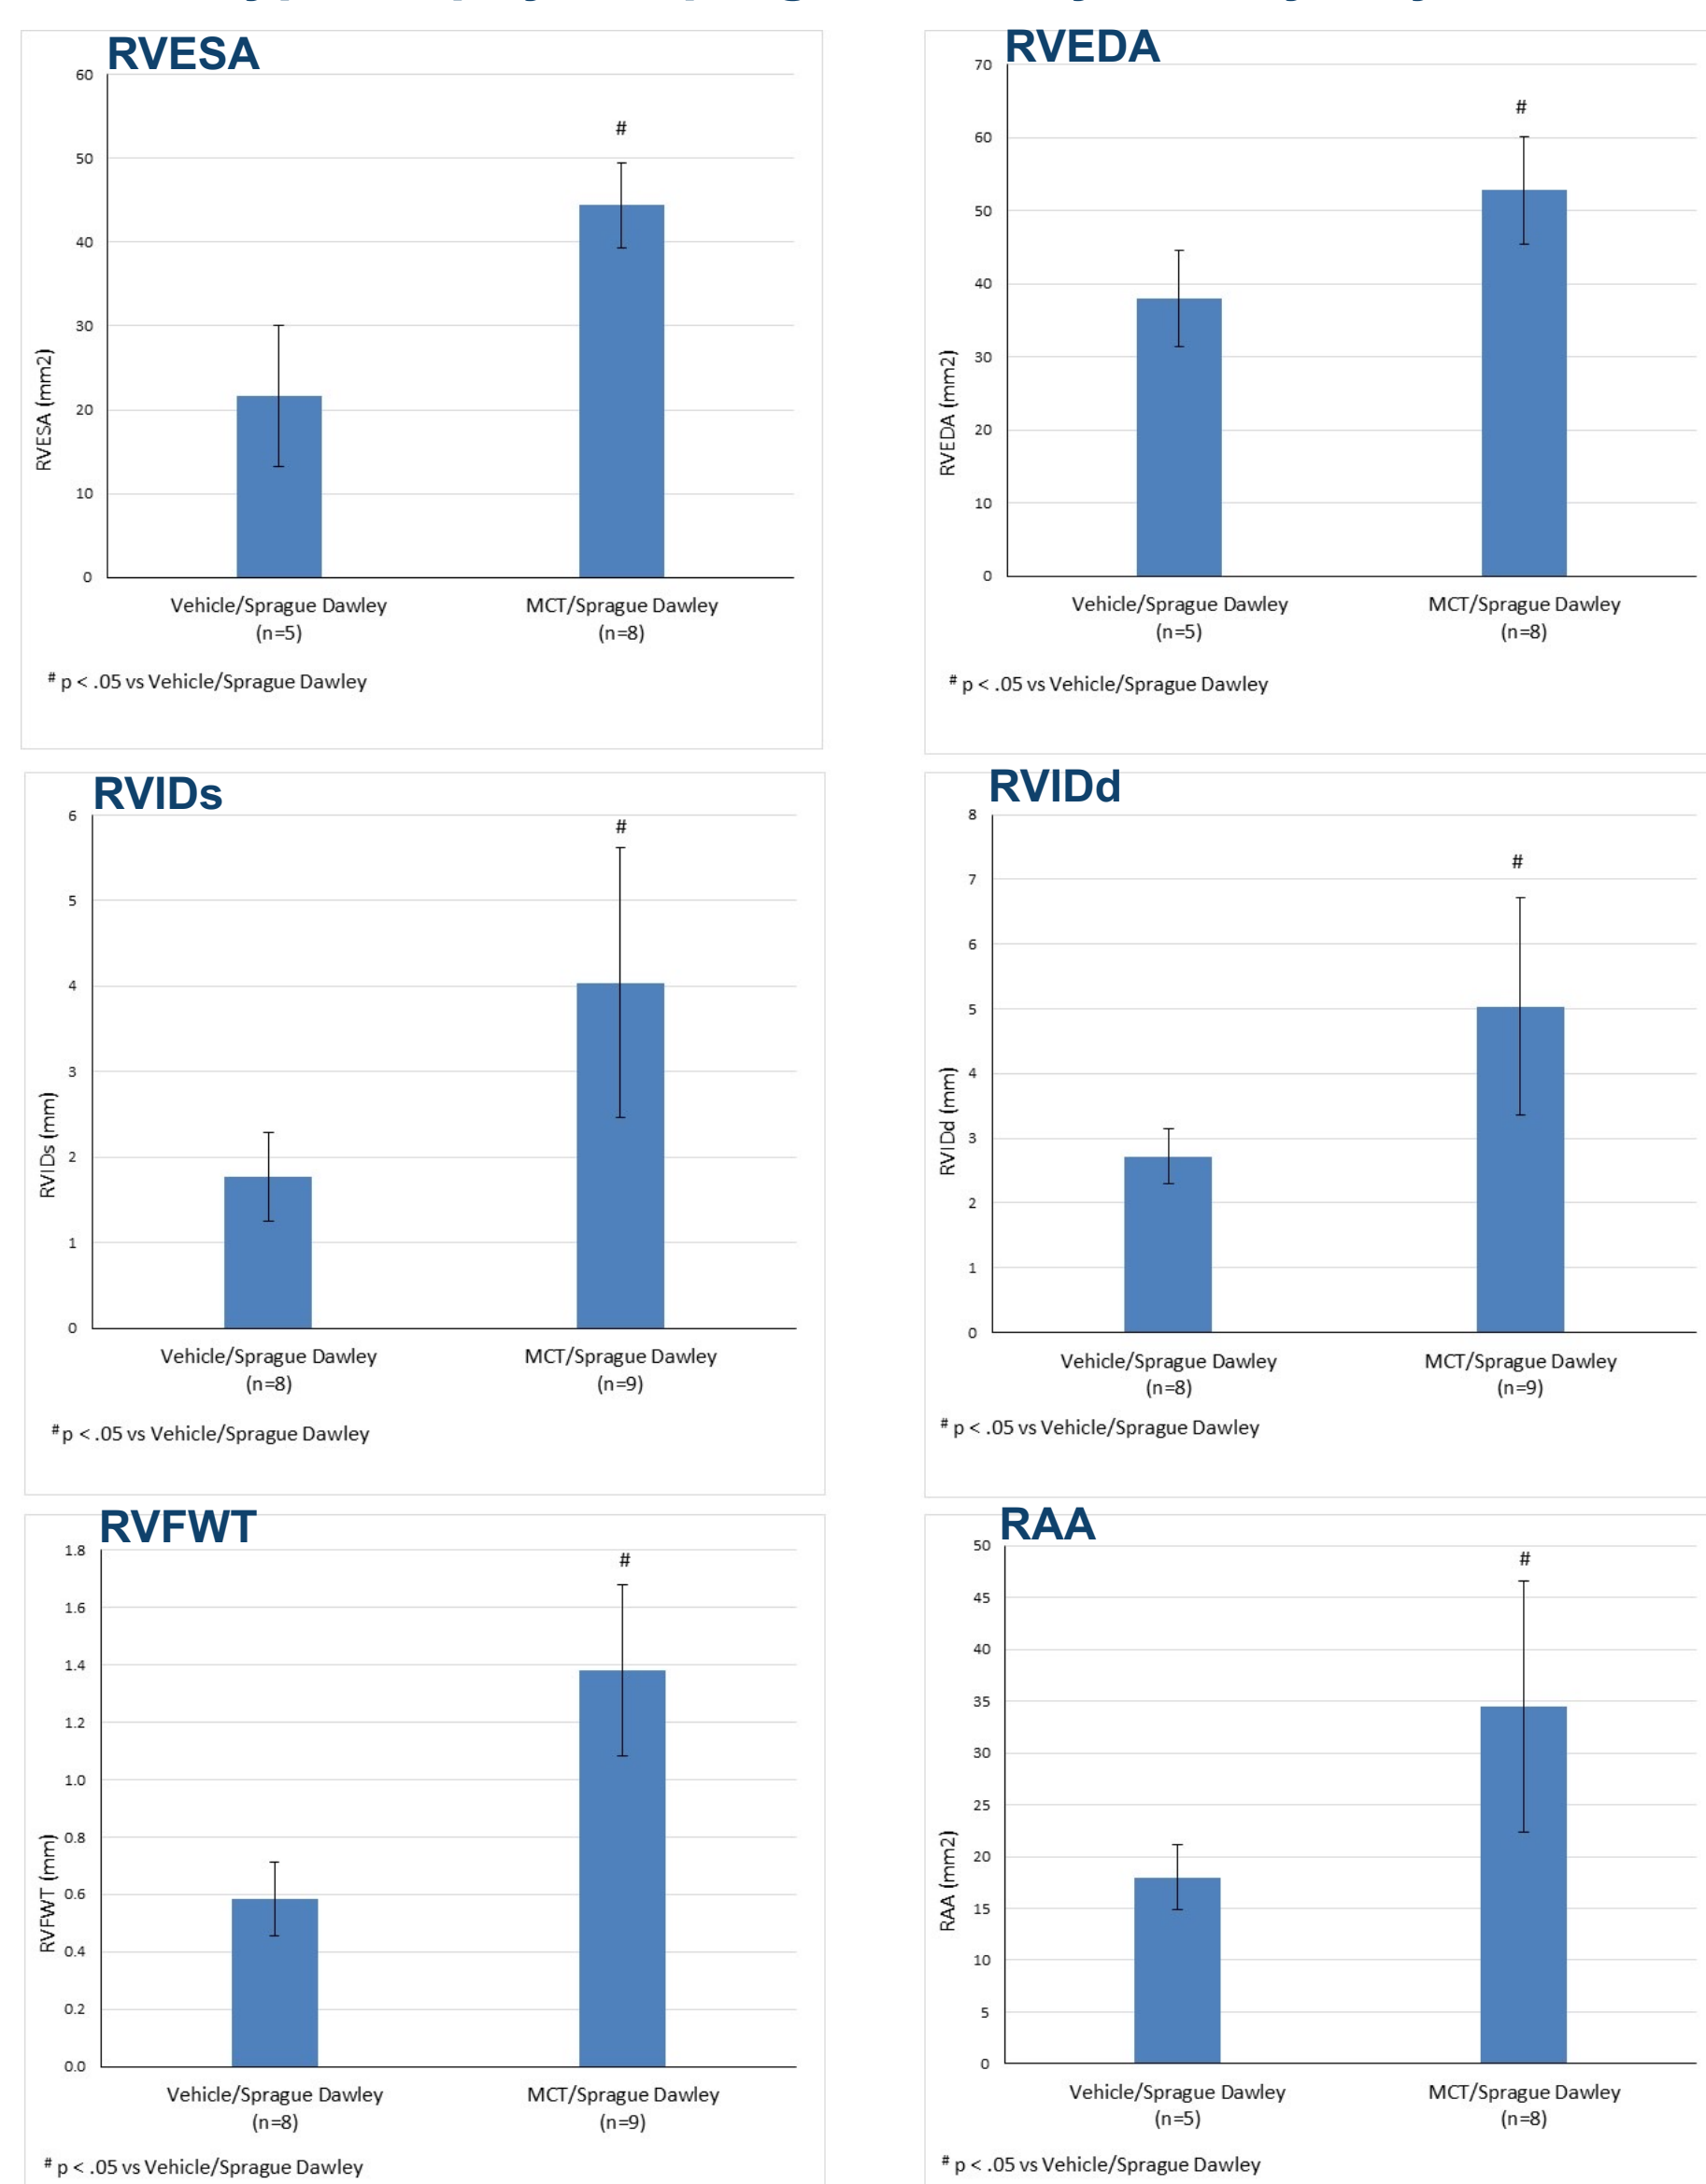 RVESA
60
50
40
30
20
10
0
RVESA (mm2)
#
Vehicle/Sprague Dawley
(n=5)
MCT/Sprague Dawley
(n=8)
# p < .05 vs Vehicle/Sprague Dawley
RVEDA
70
60
50
40
30
20
10
0
RVEDA (mm2)
#
Vehicle/Sprague Dawley
(n=5)
MCT/Sprague Dawley
(n=8)
# p < .05 vs Vehicle/Sprague Dawley
RVIDs
6
5
4
3
2
1
0
RVIDs (mm)
#
Vehicle/Sprague Dawley
(n=8)
MCT/Sprague Dawley
(n=9)
# p < .05 vs Vehicle/Sprague Dawley
RVIDd
8
7
6
5
4
3
2
1
0
RVIDd (mm)
#
Vehicle/Sprague Dawley
(n=8)
MCT/Sprague Dawley
(n=9)
# p < .05 vs Vehicle/Sprague Dawley
RVFWT
1.8
1.6
1.4
1.2
1.0
0.8
0.6
0.4
0.2
0.0
RVFWT (mm)
#
Vehicle/Sprague Dawley
(n=8)
MCT/Sprague Dawley
(n=9)
# p < .05 vs Vehicle/Sprague Dawley
RAA
50
45
40
35
30
25
20
15
10
5
0
RAA (mm2)
#
Vehicle/Sprague Dawley
(n=5)
MCT/Sprague Dawley
(n=8)
# p < .05 vs Vehicle/Sprague Dawley